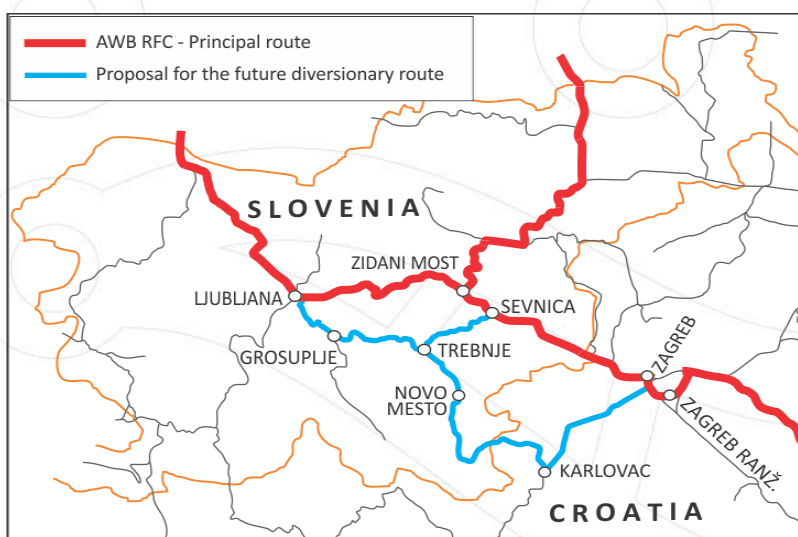 AWB RFC - Principal route
Proposal for the future diversionary route
SLOVENIA
ZIDANI MOST
LJUBLJANA
SEVNICA
GROSUPLJE
TREBNJE
ZAGREB
NOVO
MESTO
ZAGREB RANŽ.
KARLOVAC
CROATIA